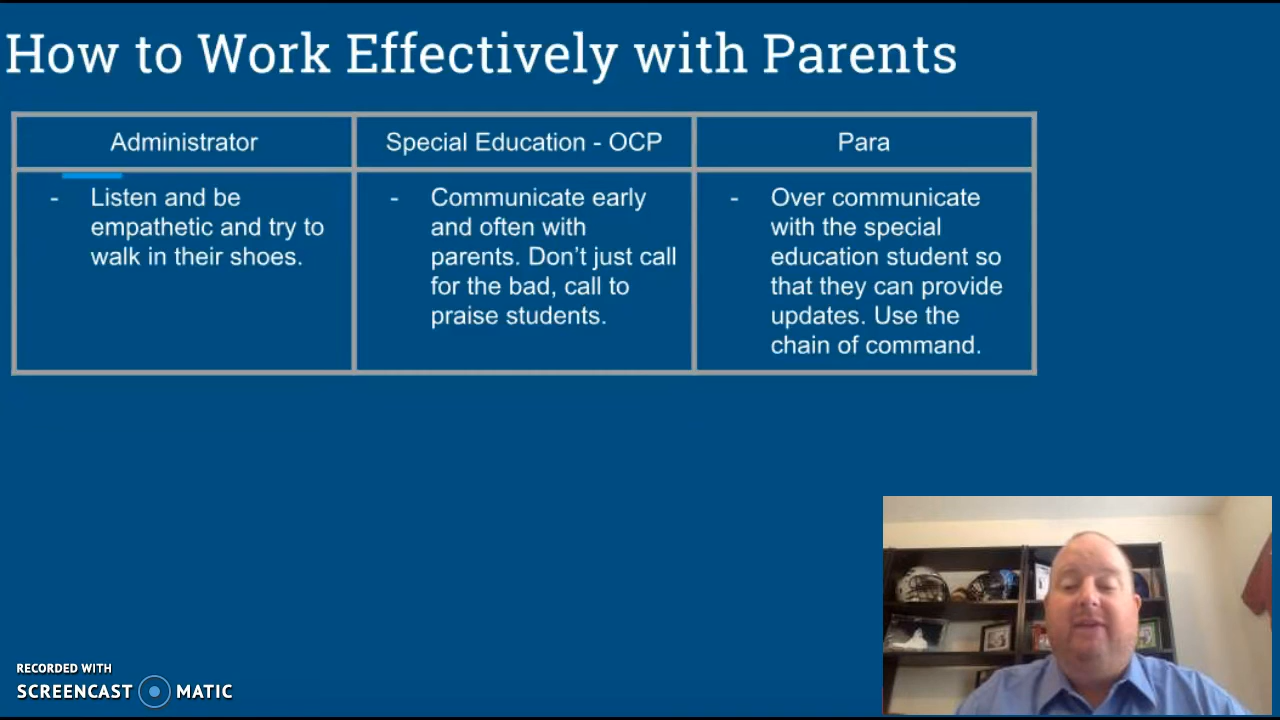 How to Work Effectively with Parents
Administrator
Special Education - OCP
Para
- Listen and be
empathetic and try to
walk in their shoes.
- Communicate early
and often with
parents. Don't just call
for the bad, call to
praise students.
- Over communicate
with the special
education student so
that they can provide
updates. Use the
chain of command.
RECORDED WITH
SCREENCAST MATIC